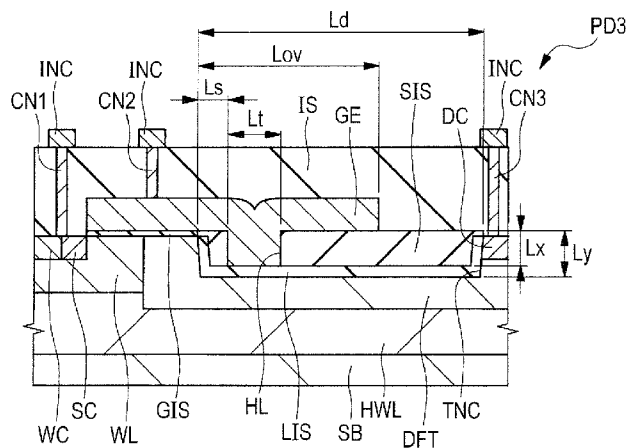 Ld
PD3
Lov
INC
INC
INC
CN1
CN2
Ls
IS
SIS
DC
CN3
Lt
GE
Lx
Ly
WC
SC
WL
GIS
HL
LIS
SB
HWL
DFT
TNC